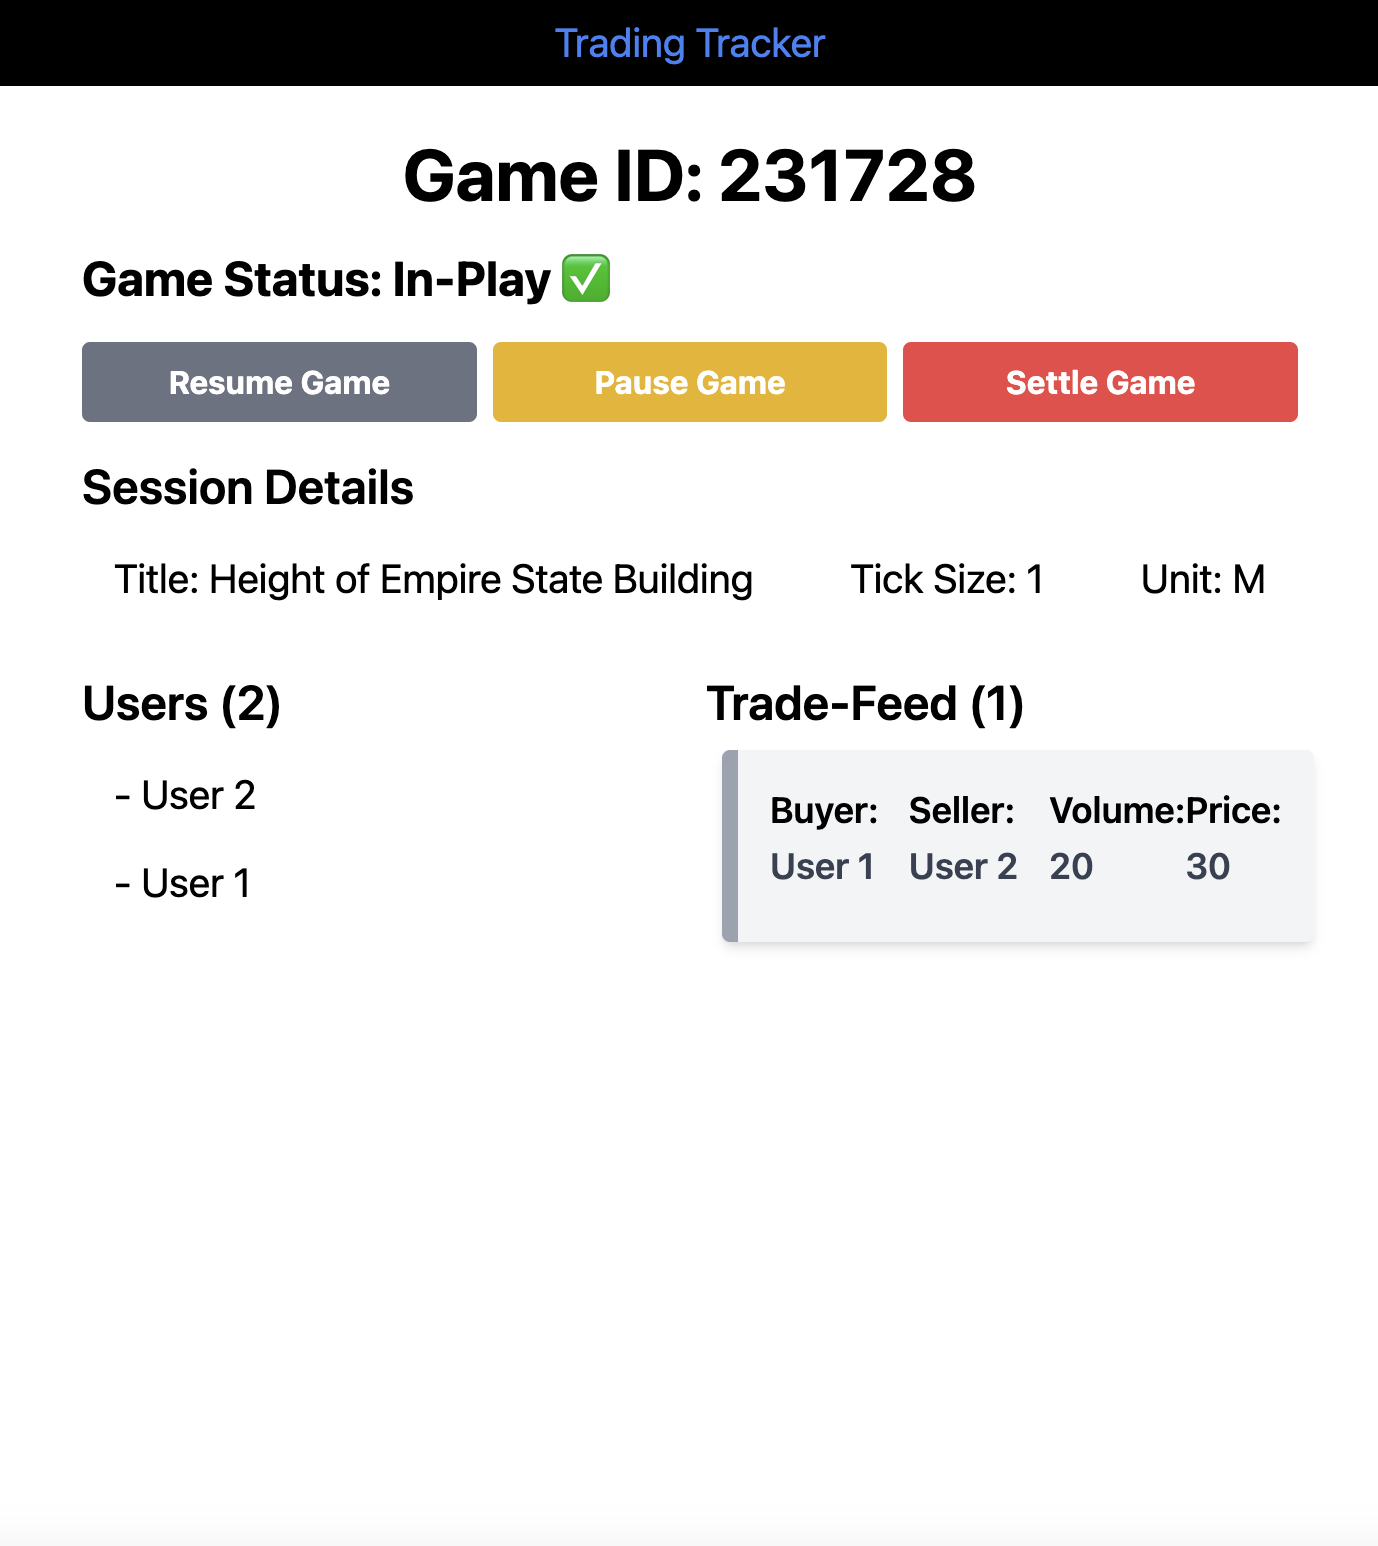 Trading Tracker
Game ID: 231728
Game Status: In-Play ✅
Resume Game
Pause Game
Settle Game
Session Details
Title: Height of Empire State Building
Tick Size: 1
Unit: M
Users (2)
- User 2
- User 1
Trade-Feed (1)
Buyer: Seller: Volume:Price:
User 1 User 2 20 30